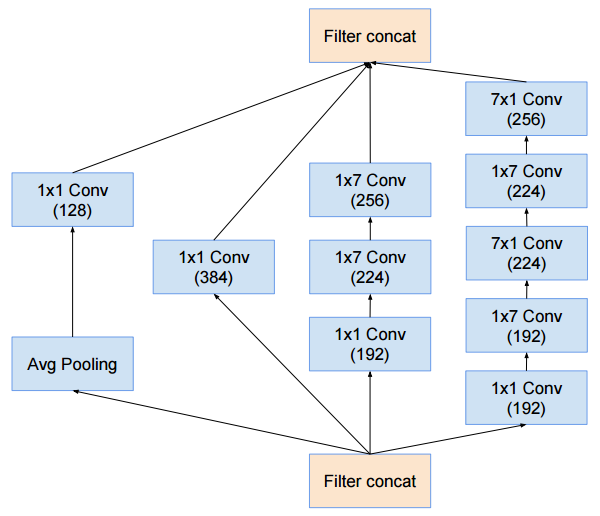 Filter concat
1x1 Conv
(128)
Avg Pooling
1x1 Conv
(384)
1x7 Conv
(256)
1x7 Conv
(224)
1x1 Conv
(192)
7x1 Conv
(256)
1x7 Conv
(224)
7x1 Conv
(224)
1x7 Conv
(192)
1x1 Conv
(192)
Filter concat